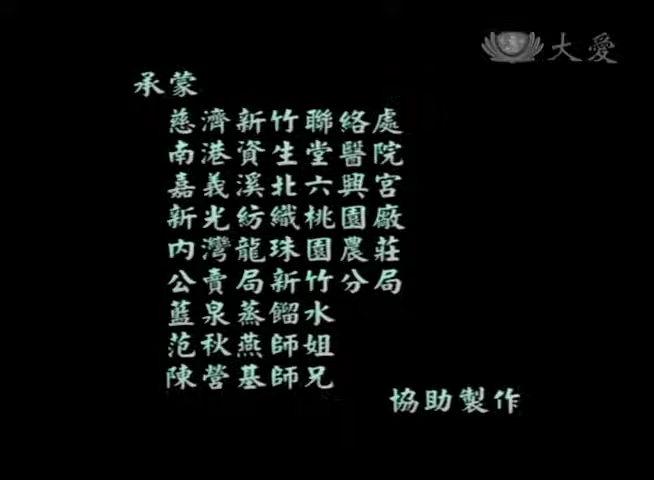 大愛
承蒙
慈濟新竹聯絡處
南港資生堂醫院
嘉義溪北六興宮
新光紡織桃園廠
內灣龍珠園農莊
公賣局新竹分局
藍泉蒸餾水
范秋燕師姐
陳營基師兄
協助製作